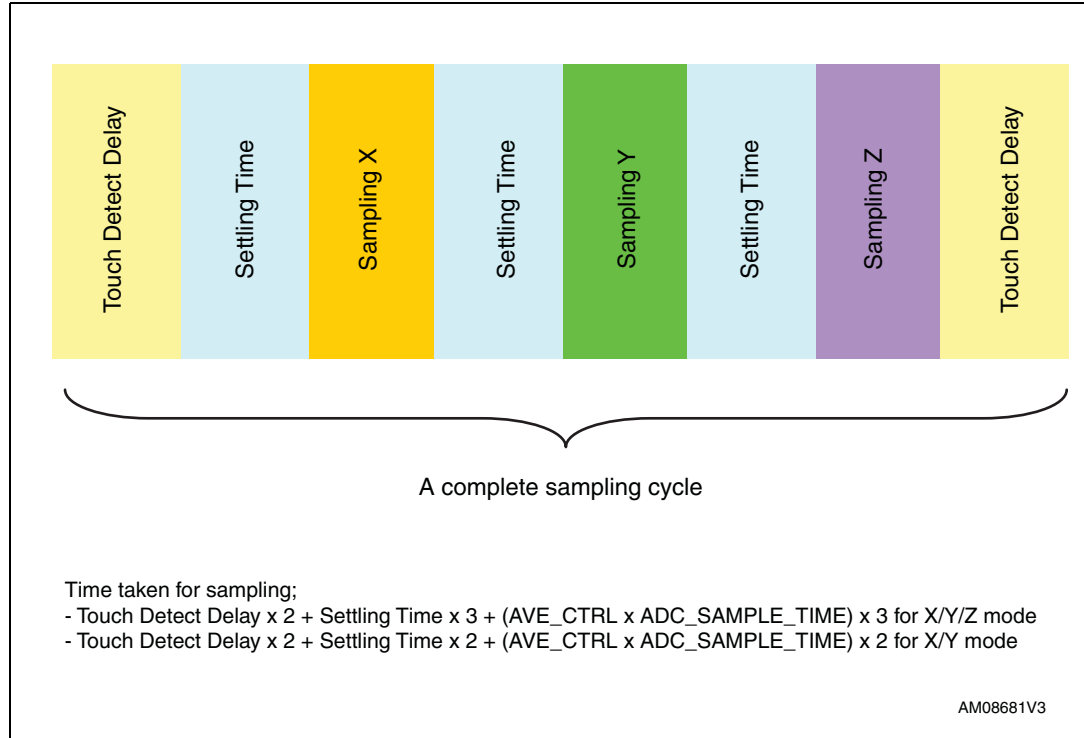 Touch Detect Delay
Settling Time
Sampling X
Settling Time
Sampling Y
Settling Time
Sampling Z
Touch Detect Delay
A complete sampling cycle
Time taken for sampling;
- Touch Detect Delay x 2 + Settling Time x 3 + (AVE_CTRL x ADC_SAMPLE_TIME) x 3 for X/Y/Z mode
- Touch Detect Delay x 2 + Settling Time x 2 + (AVE_CTRL x ADC_SAMPLE_TIME) x 2 for X/Y mode
AM08681V3